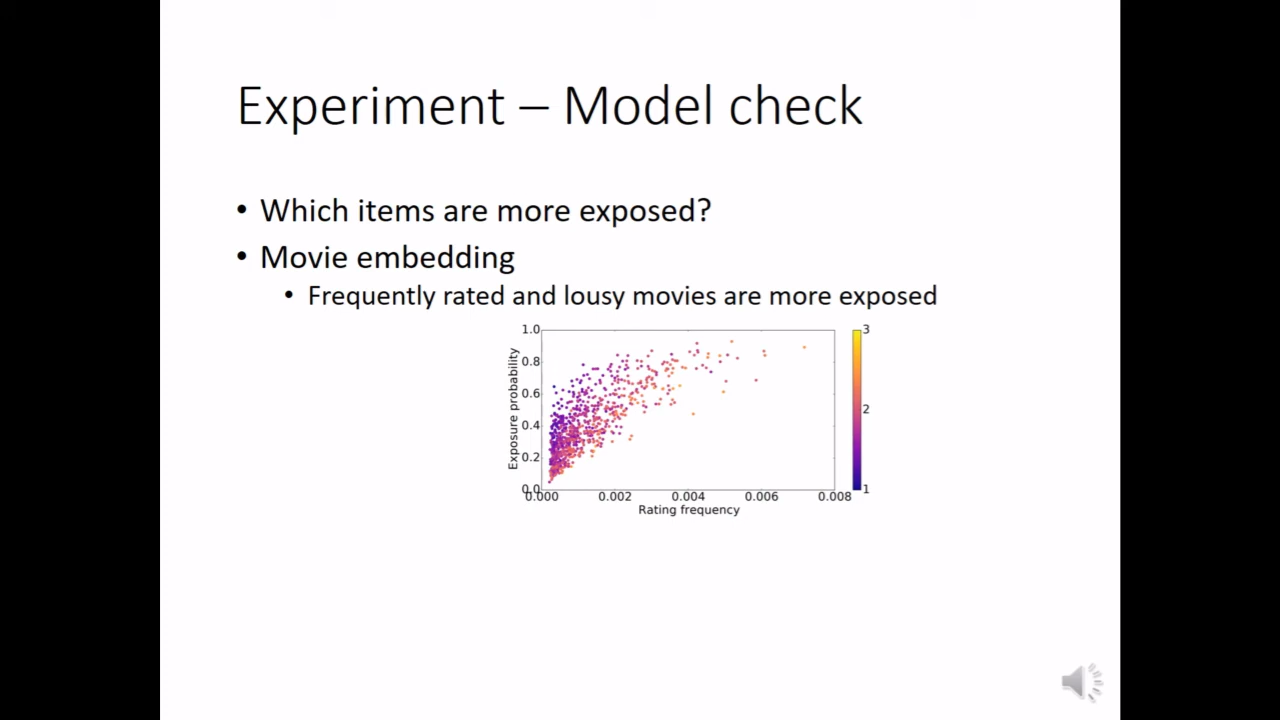 Experiment – Model check
• Which items are more exposed?
• Movie embedding
• Frequently rated and lousy movies are more exposed
Exposure probability
1.0
0.8
0.6
0.4
0.2
0.0
0.000 0.002 0.004 0.006 0.008
Rating frequency
3
2
1